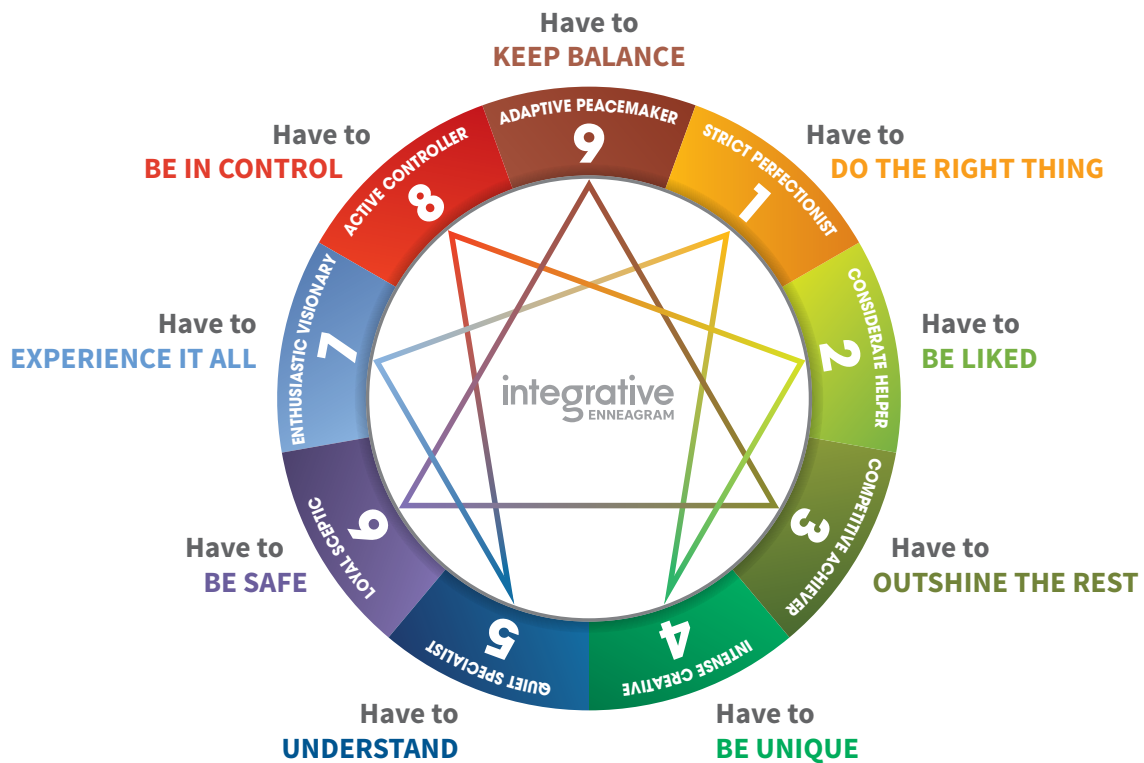 Have to
KEEP BALANCE
ADAPTIVE PEACEMAKER
9
Have to
DO THE RIGHT THING
STRICT PERFECTIONIST
1
Have to
BE LIKED
CONSIDERATE HELPER
2
Have to
OUTSHINE THE REST
COMPETITIVE ACHIEVER
3
Have to
BE UNIQUE
INTENSE CREATIVE
4
Have to
UNDERSTAND
QUIET SPECIALIST
5
Have to
BE SAFE
LOYAL SCEPTIC
6
Have to
EXPERIENCE IT ALL
ENTHUSIASTIC VISIONARY
7
Have to
BE IN CONTROL
ACTIVE CONTROLLER
8
integrative
ENNEAGRAM